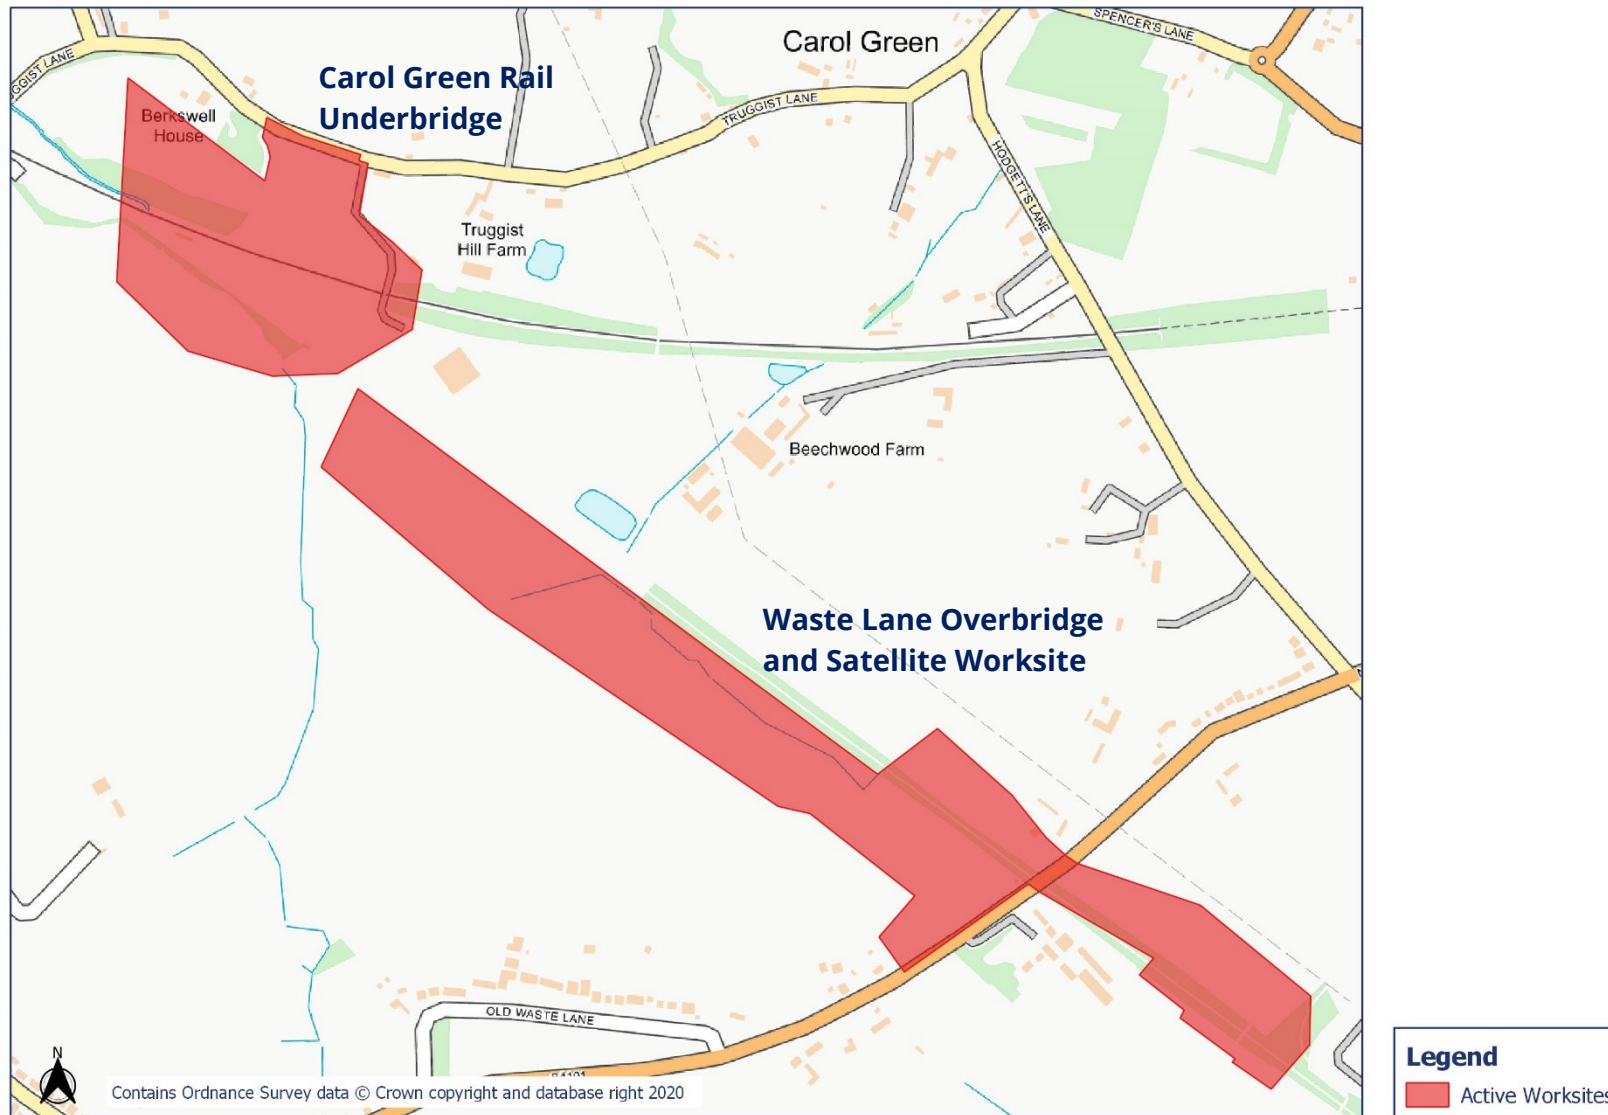 Carol Green
SPENCER'S LANE
Carol Green Rail
Underbridge
TRUGGIST LANE
GGIST LANE
Berkswell
House
HODGETT'S LANE
Truggist
Hill Farm
Beechwood Farm
Waste Lane Overbridge
and Satellite Worksite
OLD WASTE LANE
N
Contains Ordnance Survey data © Crown copyright and database right 2020
Legend
Active Worksites